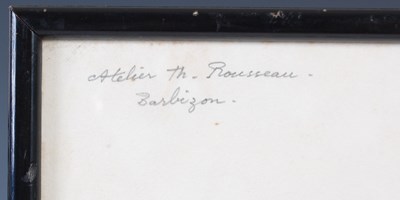 Atelier Th. Rousseau.
Barbizon.